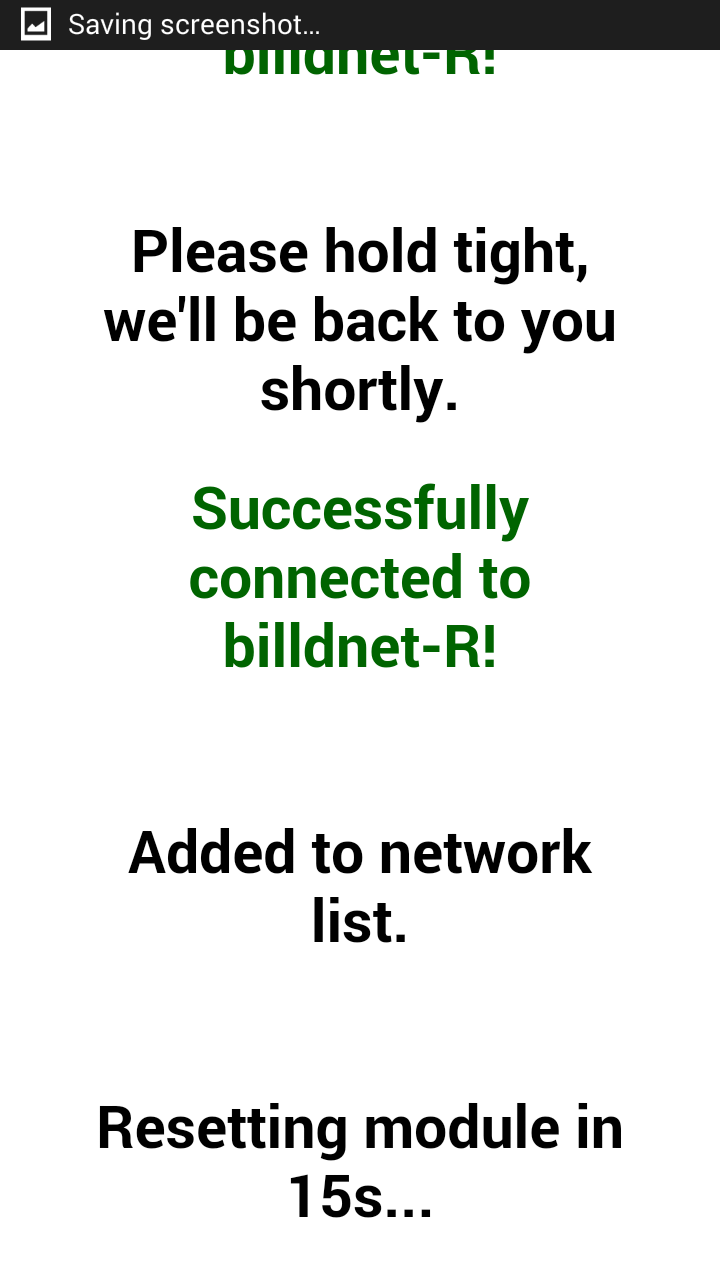 Saving screenshot...
billdnet-R!
Please hold tight,
we'll be back to you
shortly.
Successfully
connected to
billdnet-R!
Added to network
list.
Resetting module in
15s...